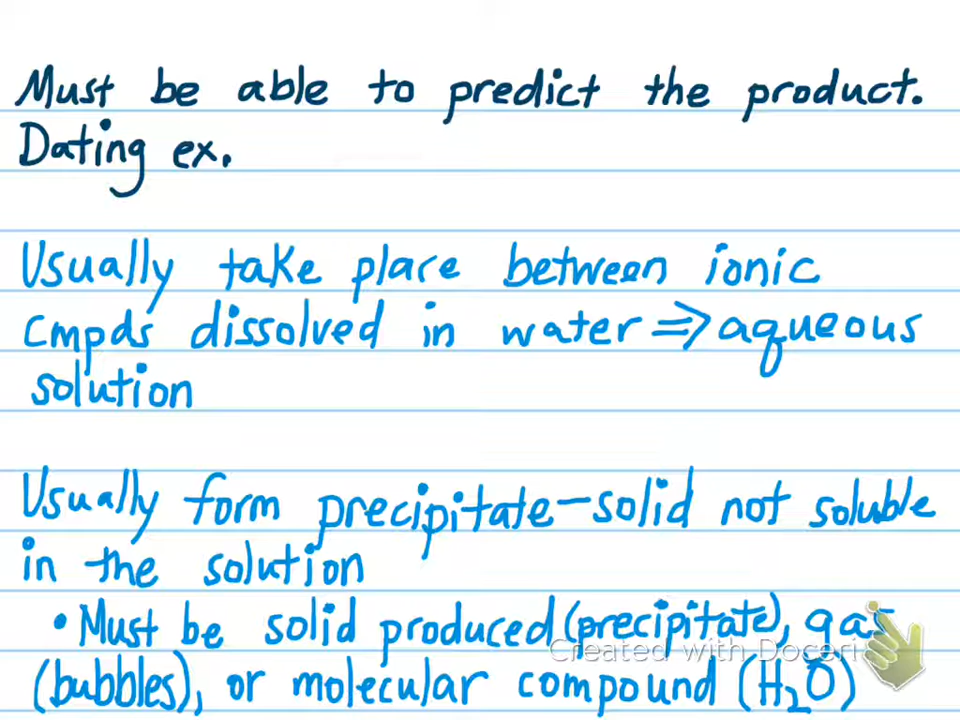 Must be able to predict the product.
Dating ex.
Usually take place between ionic
cmpds dissolved in water ⇒ aqueous
solution
Usually form precipitate—solid not soluble
in the solution
• Must be solid produced (precipitate), gas
Created with Doceri
(bubbles), or molecular compound (H₂O)